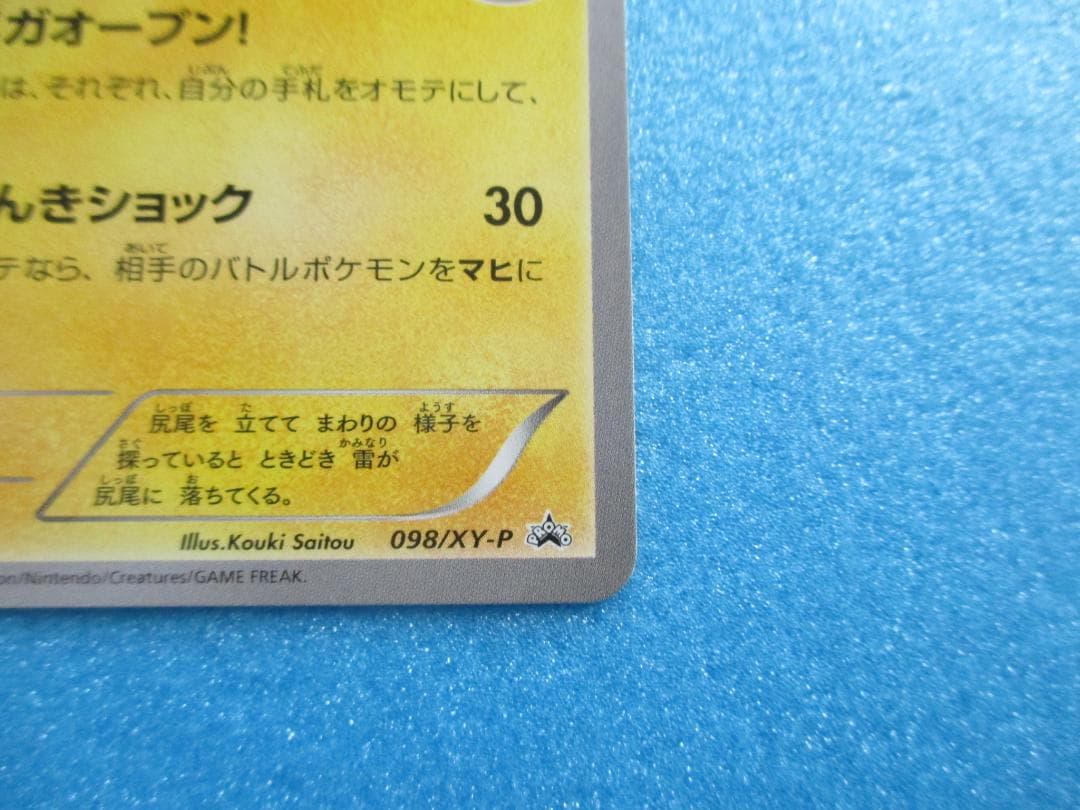 ガオープン!
は、それぞれ、自分の手札をオモテにして、
んきショック 30
テなら、相手のバトルポケモンをマヒに
尻尾を 立てて まわりの 様子を
探っていると ときどき 雷が
尻尾に 落ちてくる。
Illus.Kouki Saitou 098/XY-P PROMO
on/Nintendo/Creatures/GAME FREAK.